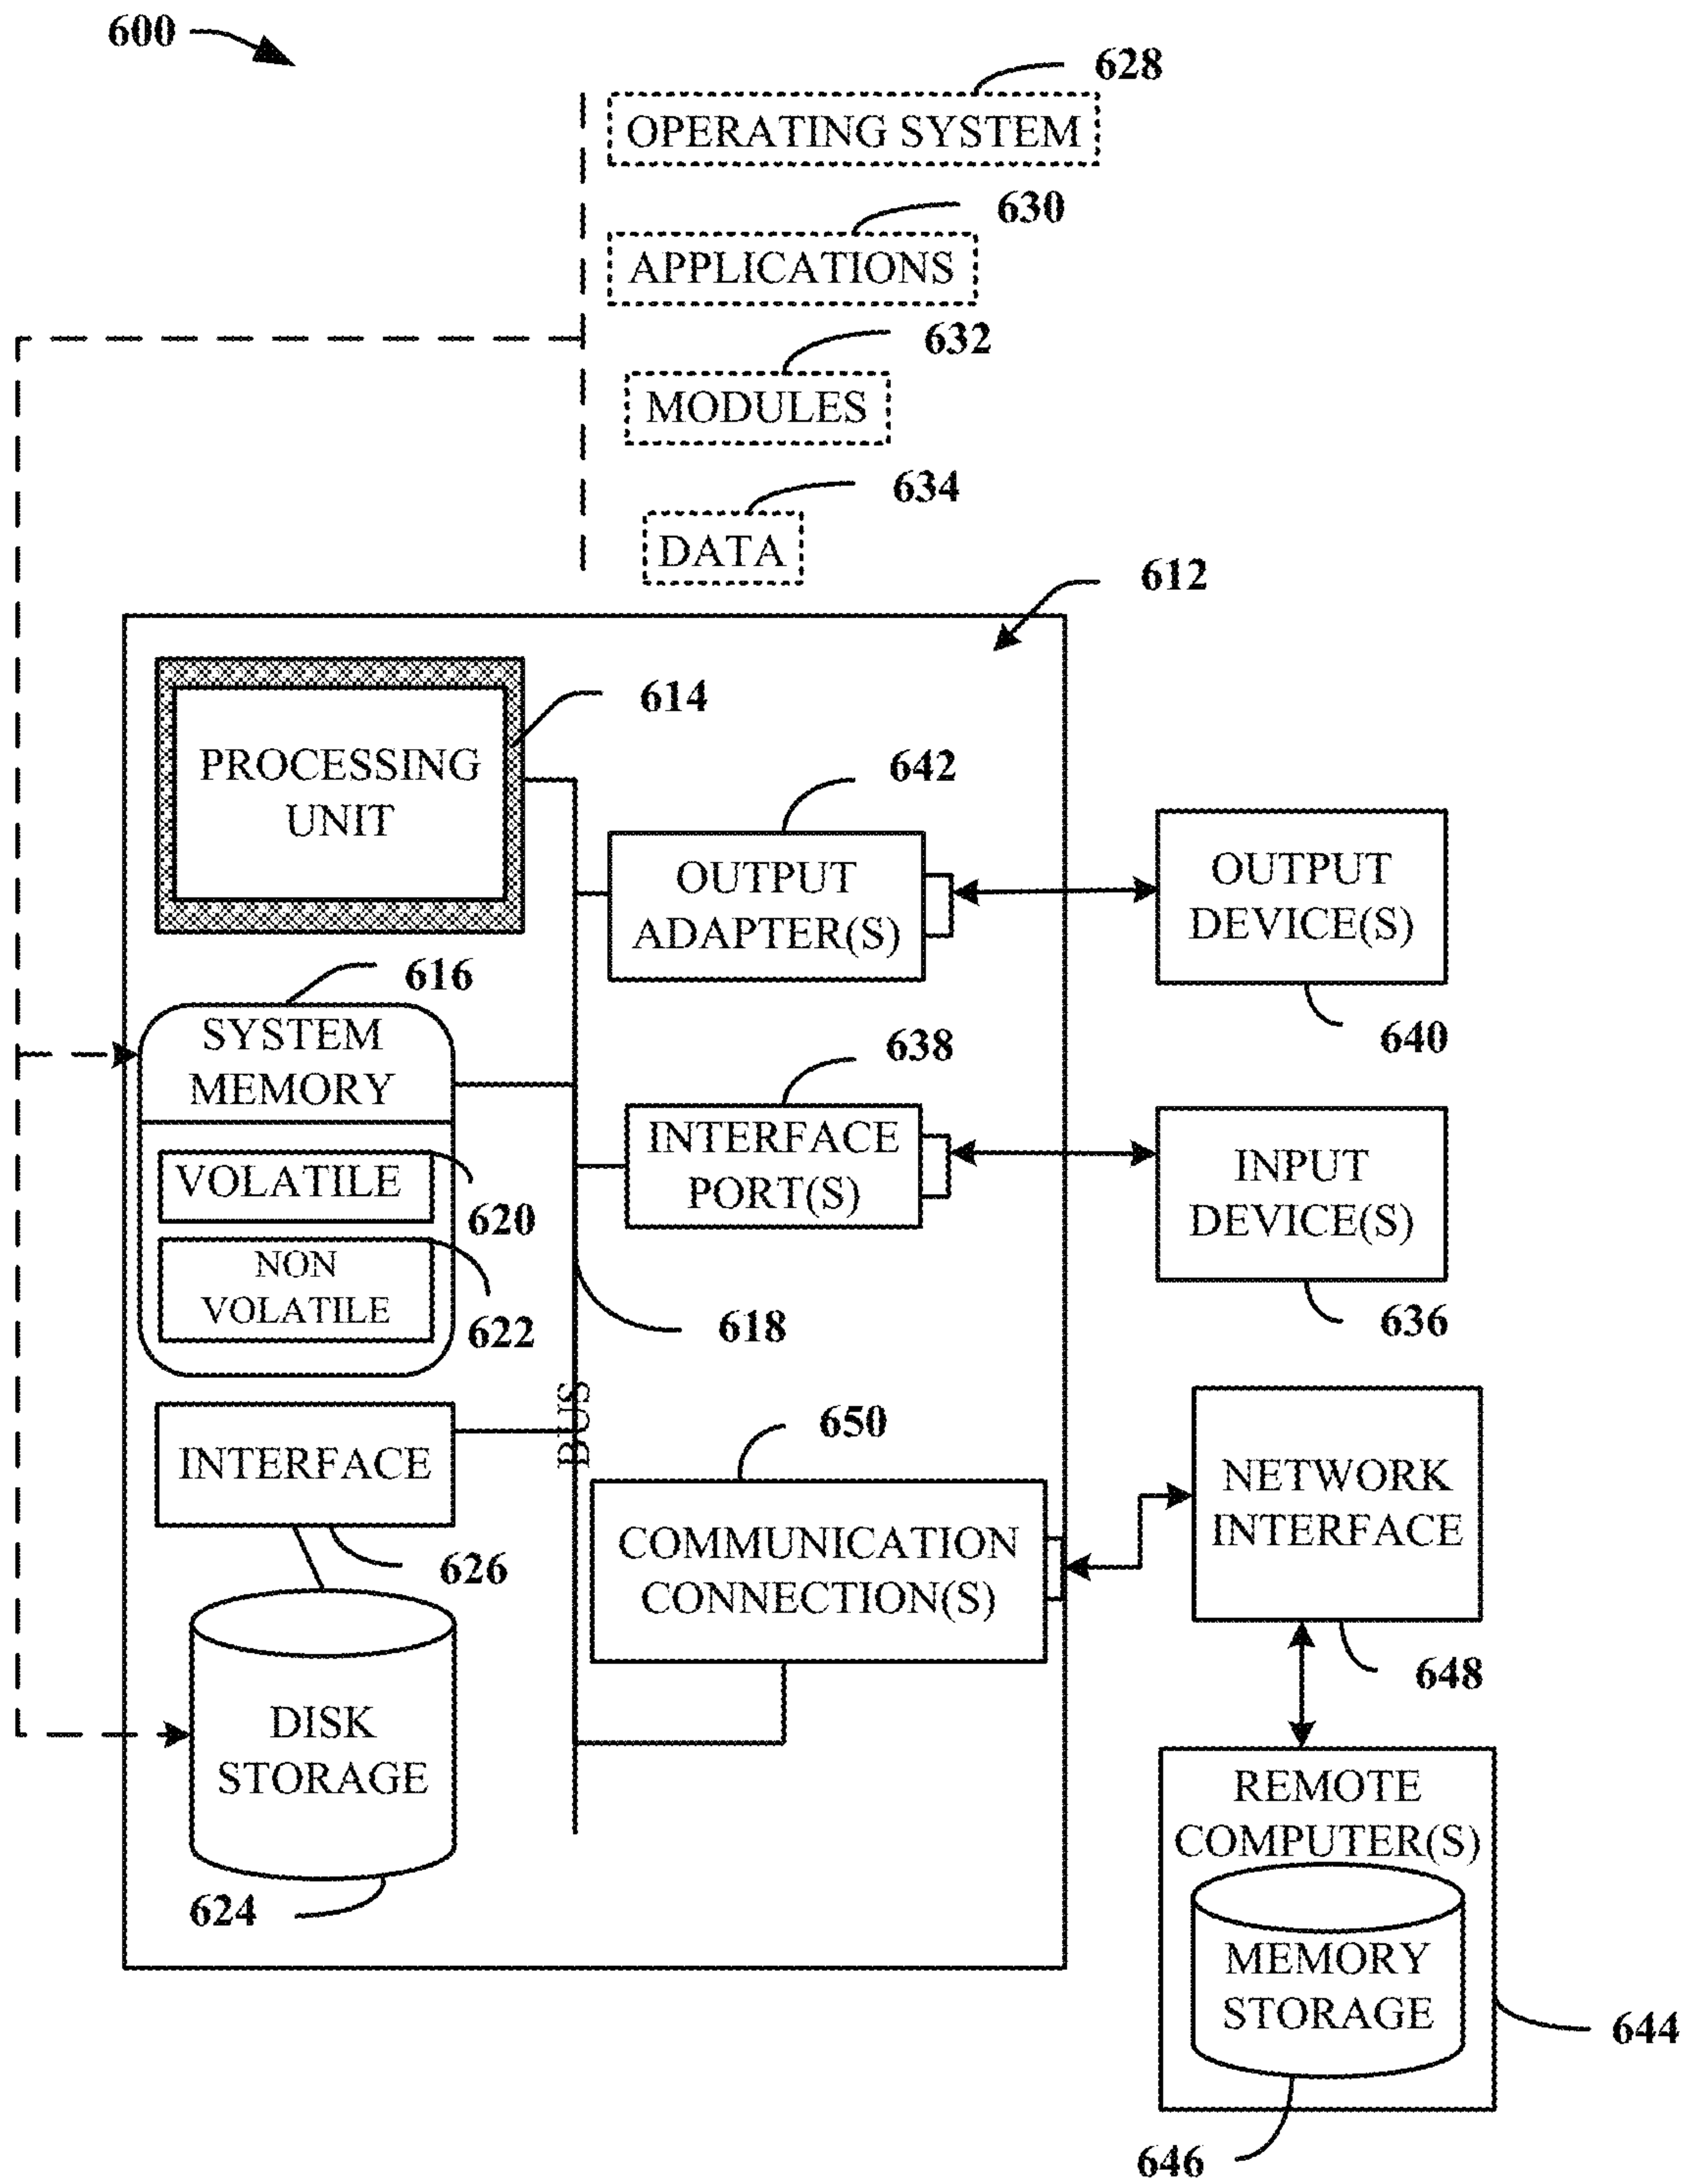 600
628
OPERATING SYSTEM
630
APPLICATIONS
632
MODULES
634
DATA
612
614
PROCESSING
UNIT
642
OUTPUT
ADAPTER(S)
OUTPUT
DEVICE(S)
640
616
SYSTEM
MEMORY
VOLATILE
620
NON
VOLATILE
622
638
INTERFACE
PORT(S)
INPUT
DEVICE(S)
636
618
BUS
INTERFACE
626
650
COMMUNICATION
CONNECTION(S)
NETWORK
INTERFACE
648
DISK
STORAGE
624
REMOTE
COMPUTER(S)
MEMORY
STORAGE
644
646